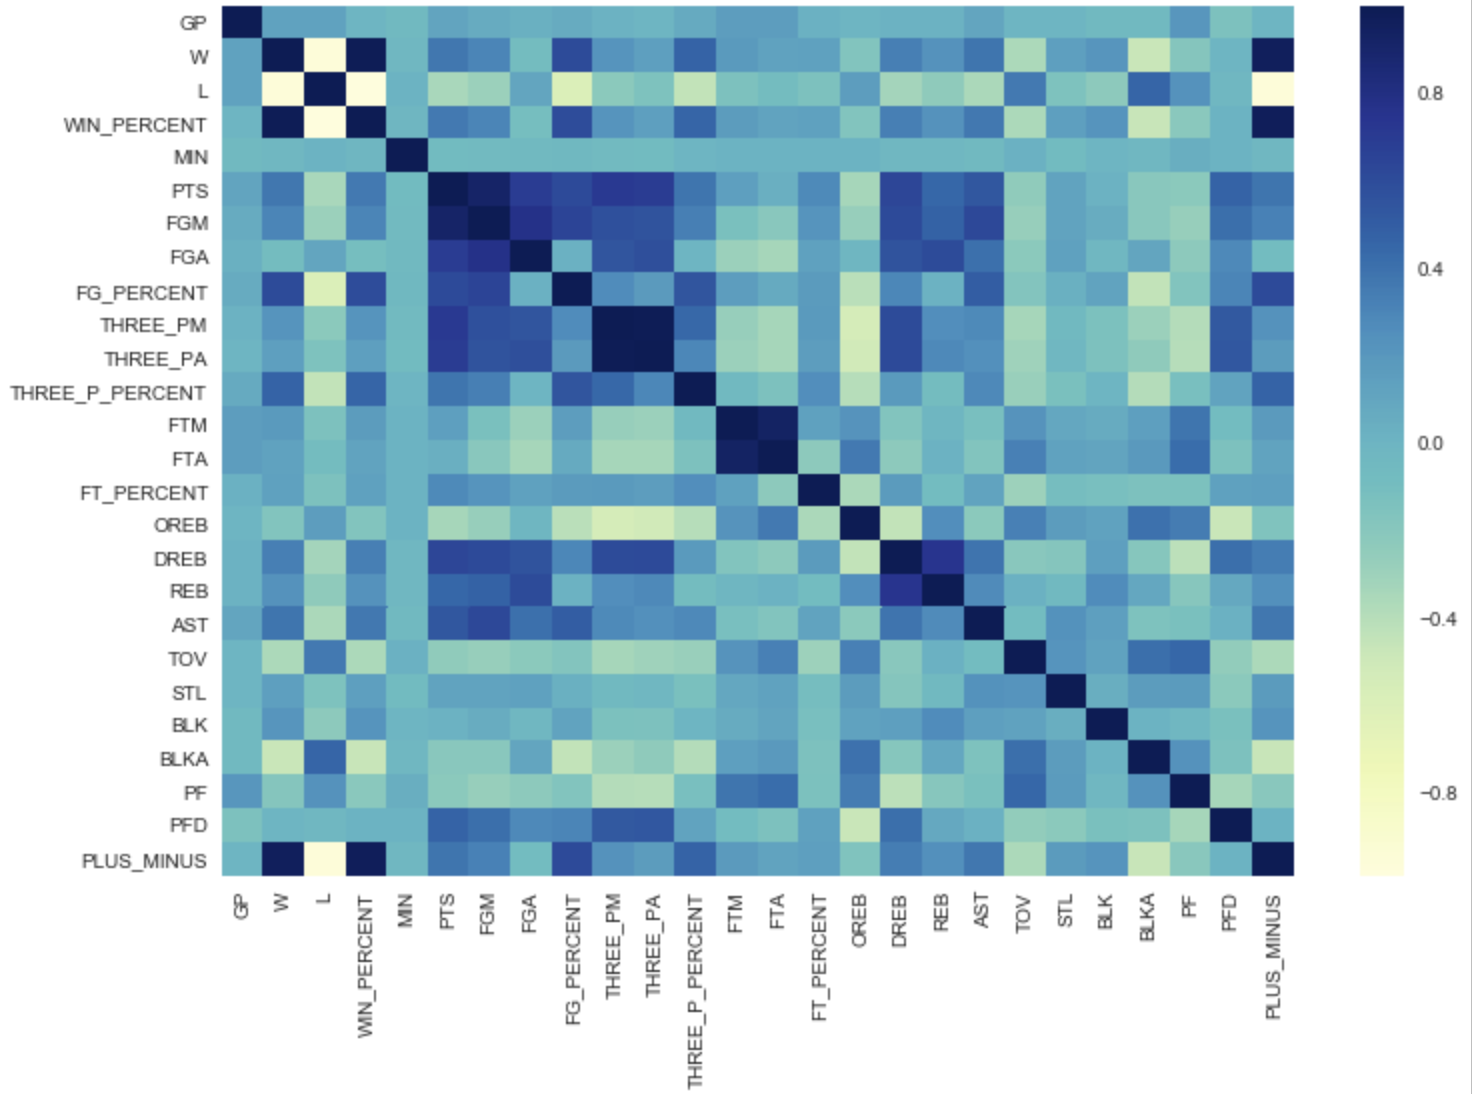 GP
W
L
WIN_PERCENT
MIN
PTS
FGM
FGA
FG_PERCENT
THREE_PM
THREE_PA
THREE_P_PERCENT
FTM
FTA
FT_PERCENT
OREB
DREB
REB
AST
TOV
STL
BLK
BLKA
PF
PFD
PLUS_MINUS
GP
W
L
WIN_PERCENT
MIN
PTS
FGM
FGA
FG_PERCENT
THREE_PM
THREE_PA
THREE_P_PERCENT
FTM
FTA
FT_PERCENT
OREB
DREB
REB
AST
TOV
STL
BLK
BLKA
PF
PFD
PLUS_MINUS
0.8
0.4
0.0
−0.4
−0.8